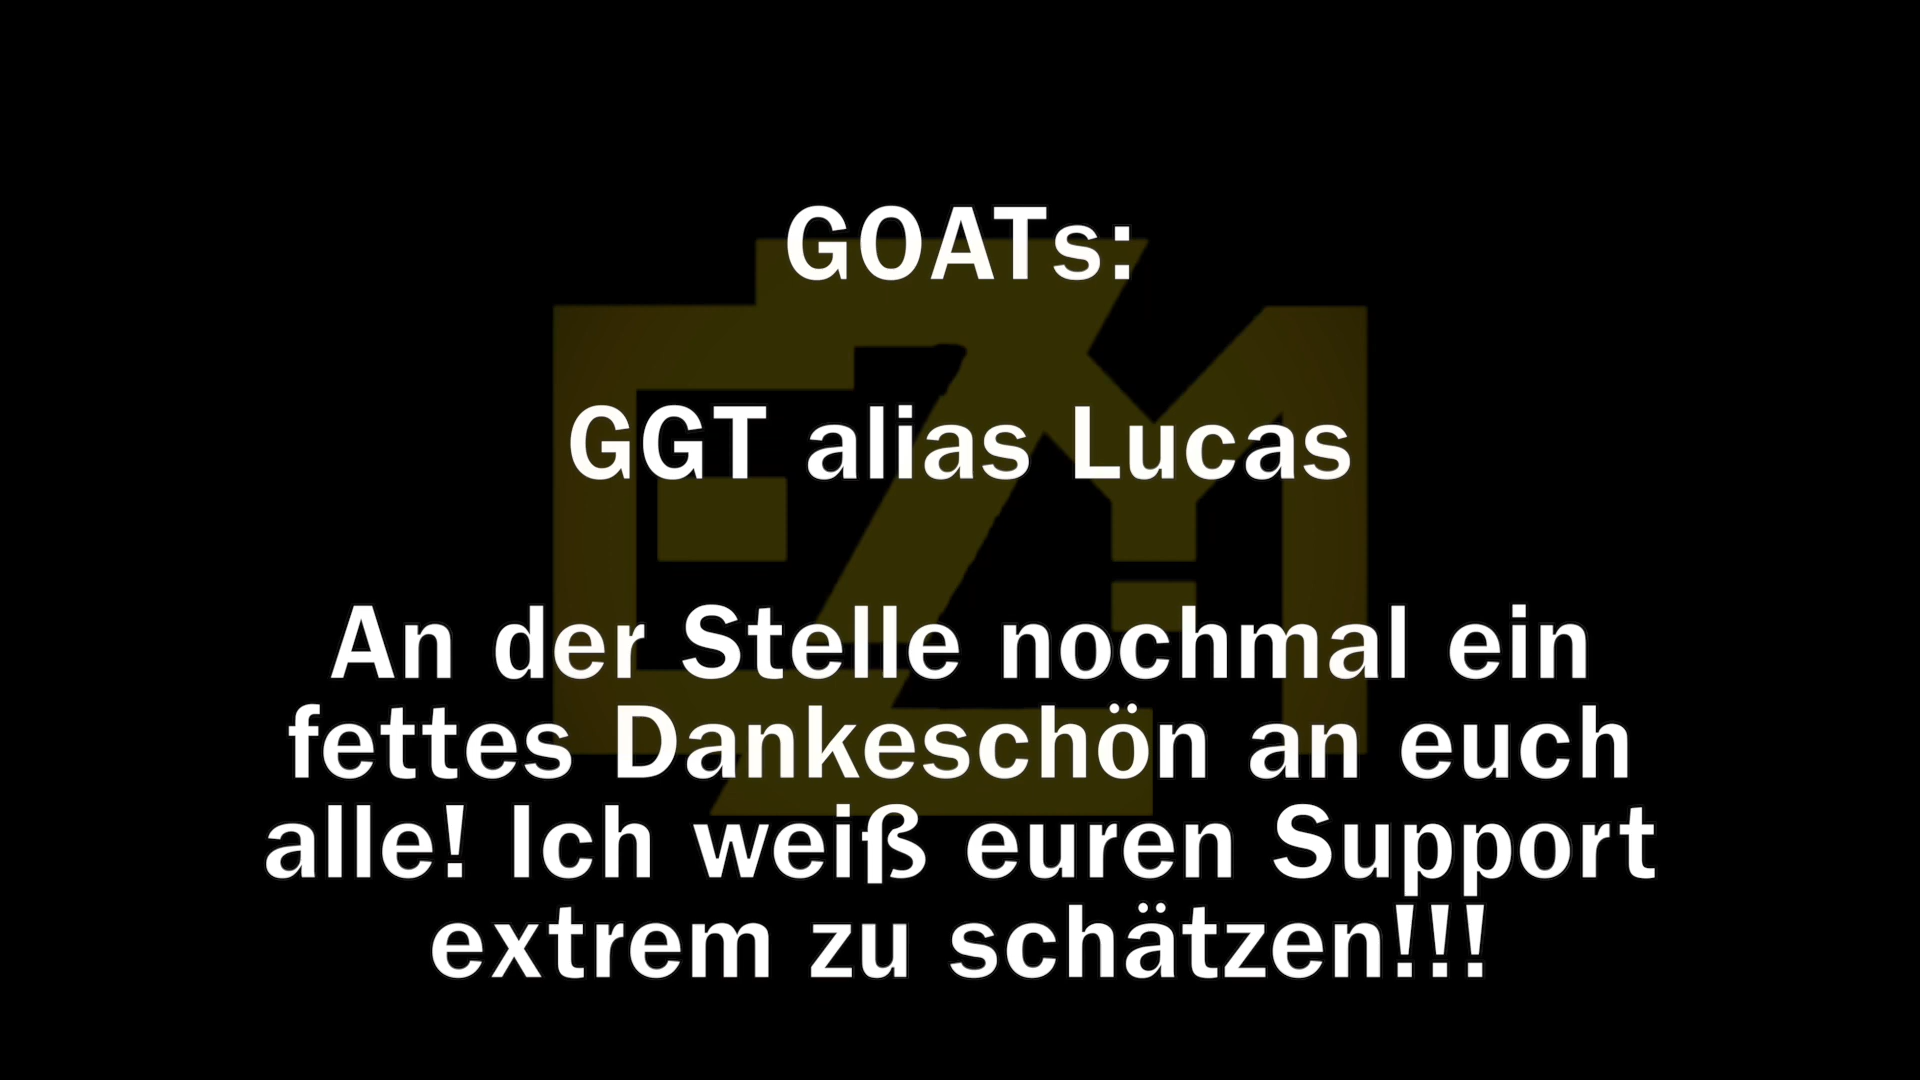 GOATs:
GGT alias Lucas
An der Stelle nochmal ein
fettes Dankeschön an euch
alle! Ich weiß euren Support
extrem zu schätzen!!!
EZM